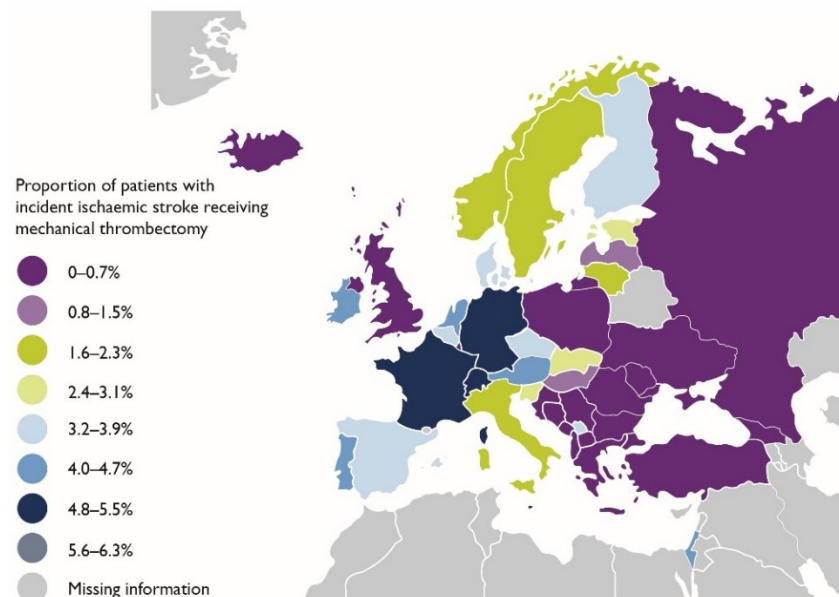 Proportion of patients with
incident ischaemic stroke receiving
mechanical thrombectomy
0–0.7%
0.8–1.5%
1.6–2.3%
2.4–3.1%
3.2–3.9%
4.0–4.7%
4.8–5.5%
5.6–6.3%
Missing information